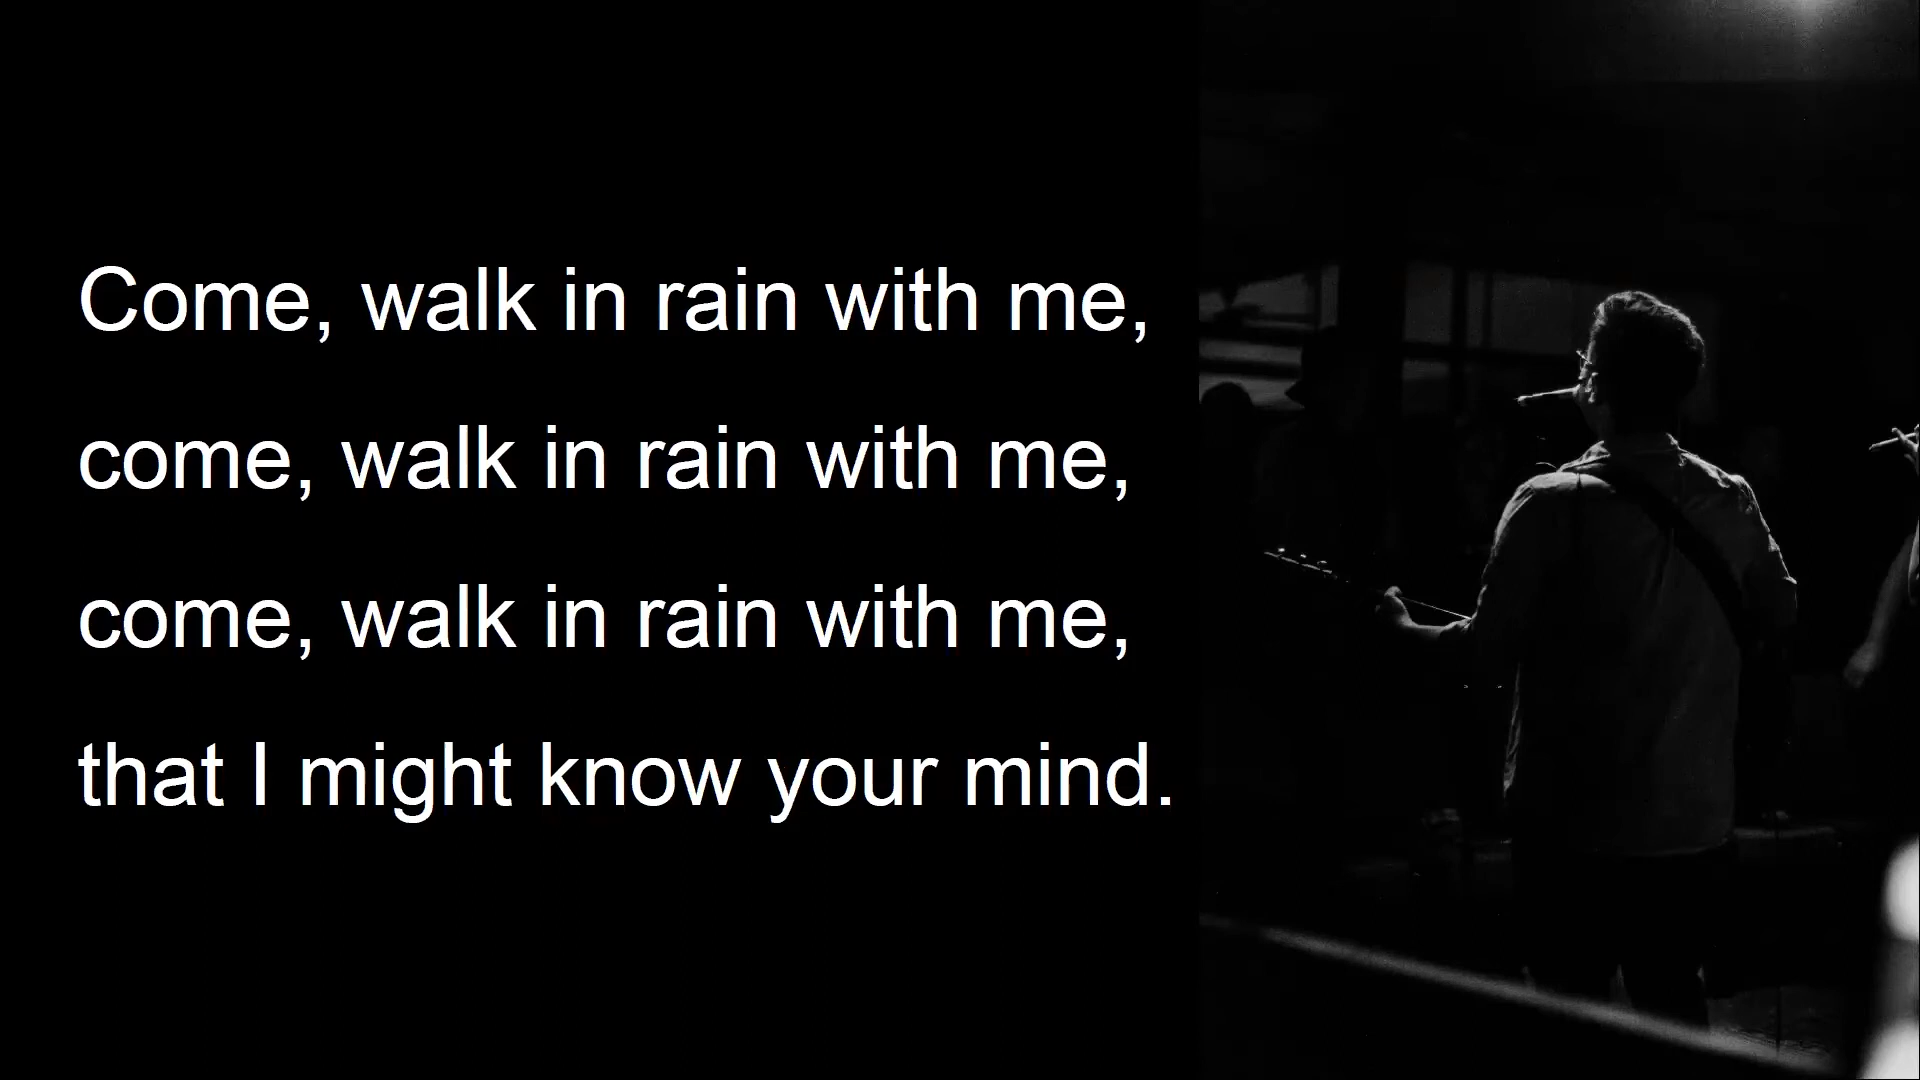 Come, walk in rain with me,
come, walk in rain with me,
come, walk in rain with me,
that I might know your mind.